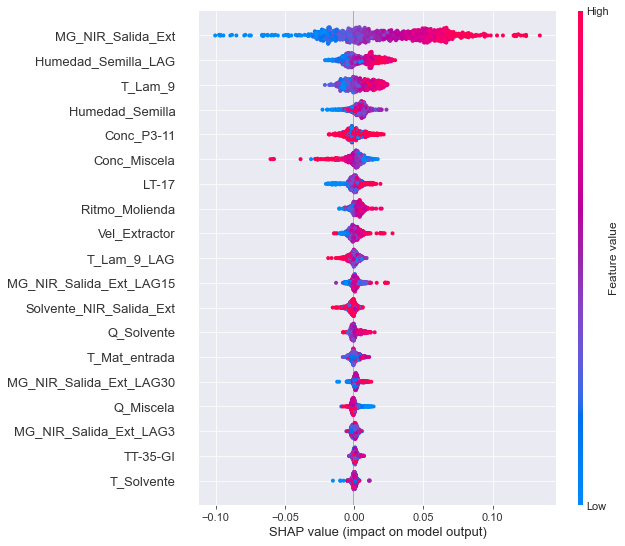 High
MG_NIR_Salida_Ext
Humedad_Semilla_LAG
T_Lam_9
Humedad_Semilla
Conc_P3-11
Conc_Miscela
LT-17
Ritmo_Molienda
Vel_Extractor
T_Lam_9_LAG
MG_NIR_Salida_Ext_LAG15
Solvente_NIR_Salida_Ext
Q_Solvente
T_Mat_entrada
MG_NIR_Salida_Ext_LAG30
Q_Miscela
MG_NIR_Salida_Ext_LAG3
TT-35-GI
T_Solvente
Feature value
Low
−0.10 −0.05 0.00 0.05 0.10
SHAP value (impact on model output)